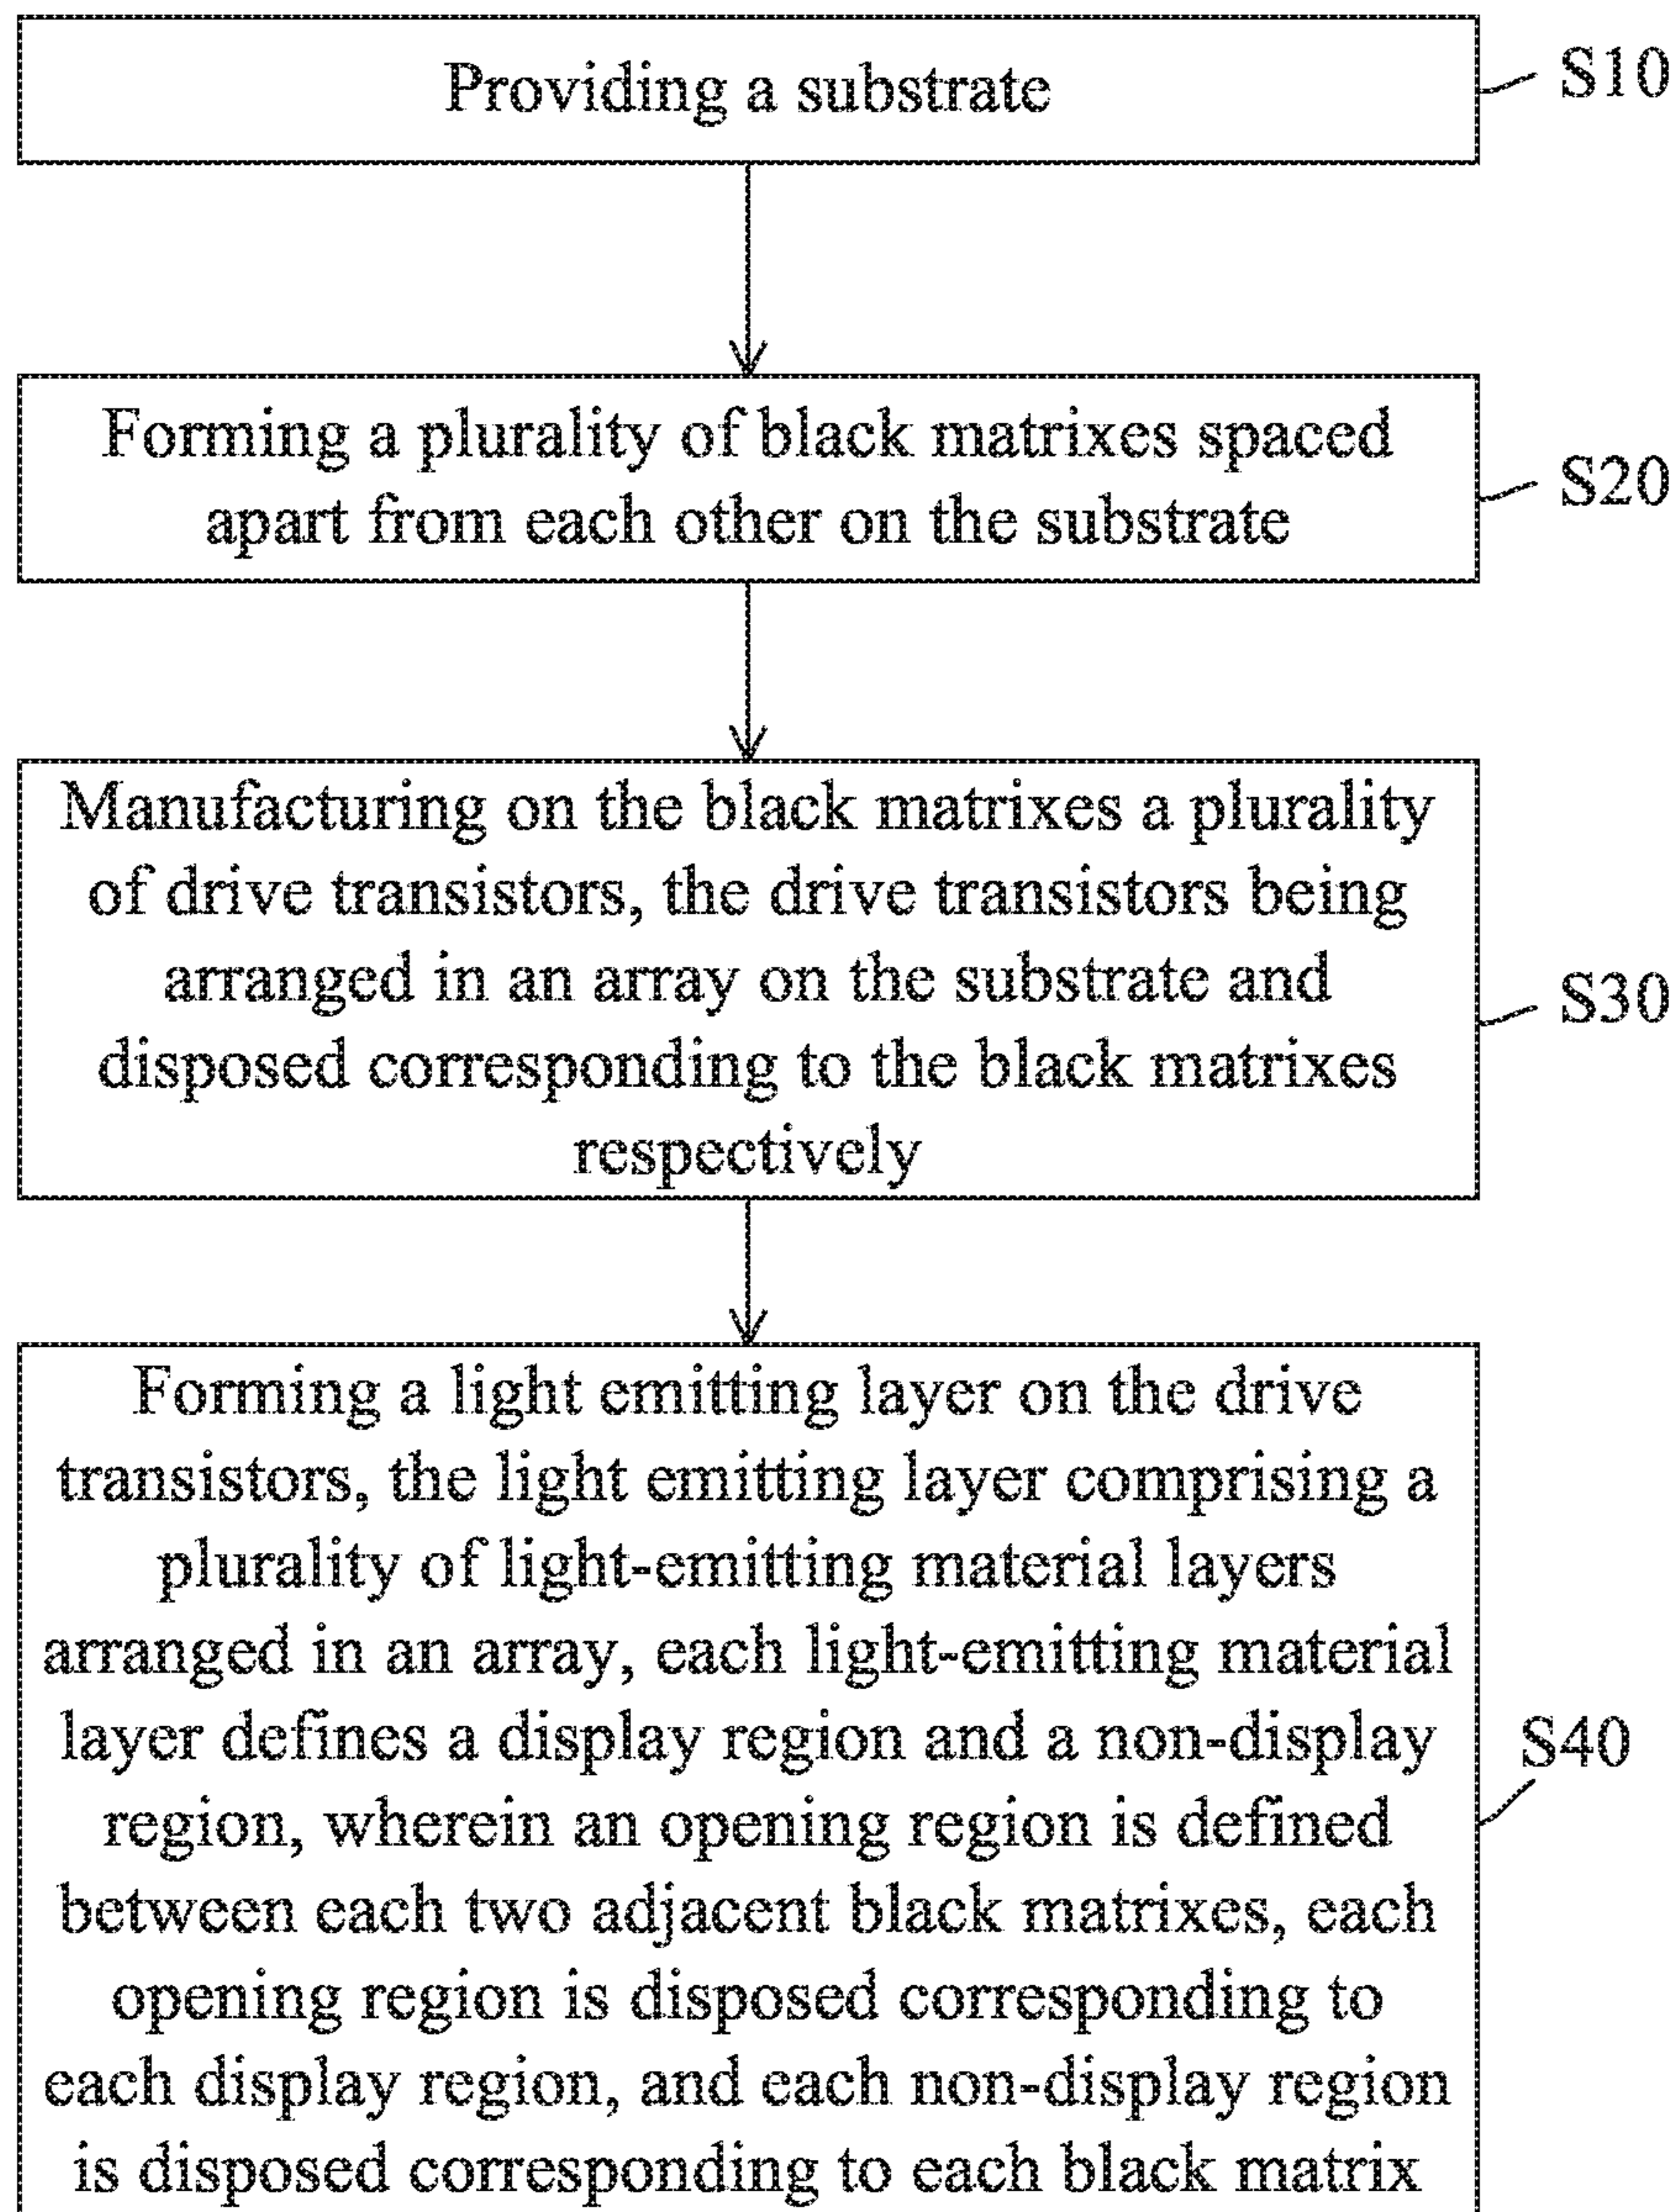 Providing a substrate
S10
Forming a plurality of black matrixes spaced
apart from each other on the substrate
S20
Manufacturing on the black matrixes a plurality
of drive transistors, the drive transistors being
arranged in an array on the substrate and
disposed corresponding to the black matrixes
respectively
S30
Forming a light emitting layer on the drive
transistors, the light emitting layer comprising a
plurality of light-emitting material layers
arranged in an array, each light-emitting material
layer defines a display region and a non-display
region, wherein an opening region is defined
between each two adjacent black matrixes, each
opening region is disposed corresponding to
each display region, and each non-display region
is disposed corresponding to each black matrix
S40